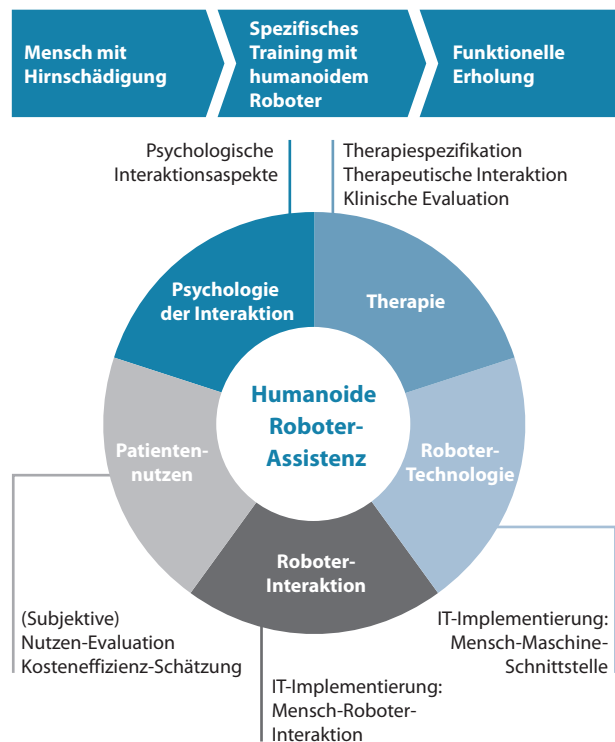 Mensch mit
Hirnschädigung
Spezifisches
Training mit
humanoidem
Roboter
Funktionelle
Erholung
Psychologische
Interaktionsaspekte
Therapiespezifikation
Therapeutische Interaktion
Klinische Evaluation
Psychologie
der Interaktion
Therapie
Humanoide
Roboter-
Assistenz
Patienten-
nutzen
Roboter-
Technologie
Roboter-
Interaktion
(Subjektive)
Nutzen-Evaluation
Kosteneffizienz-Schätzung
IT-Implementierung:
Mensch-Roboter-
Interaktion
IT-Implementierung:
Mensch-Maschine-
Schnittstelle